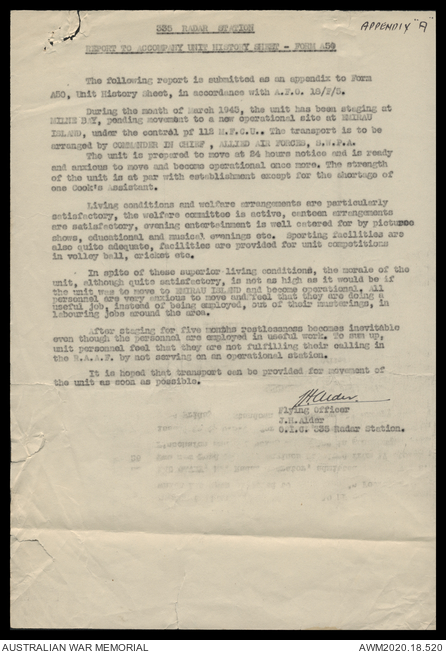 335 RADAR STATION
APPENDIX "A"
REPORT TO ACCOMPANY UNIT HISTORY SHEET - FORM A50
The following report is submitted as an appendix to Form
A50, Unit History Sheet, in accordance with A.F.O. 18/F/5.
During the month of March 1945, the unit has been staging at
MILNE BAY, pending movement to a new operational site at EMIRAU
ISLAND, under the contrôl pf 112 M.F.C.U.. The transport is to be
arranged by COMMANDER IN CHIEF, ALLIED AIR FORCES, S.W.P.A.
The unit is prepared to move at 24 hours notice and is ready
and anxious to move and become operational once more. The strength
of the unit is at par with establishment except for the shortage of
one Cook's Assistant.
Living conditions and welfare arrangements are particularly
satisfactory, the welfare committee is active, canteen arrangements
are satisfactory, evening entertainment is well catered for by picture
shows, educational and musical evenings etc. Sporting facilities are
also quite adequate, facilities are provided for unit competitions
in volley ball, cricket etc.
In spite of these superior living conditions, the morale of the
unit, although quite satisfactory, is not as high as it would be if
the unit was to move to EMIRAU ISLAND and become operational. All
personnel are very anxious to move and feel that they are doing a
useful job, instead of being employed, out of their musterings, in
labouring jobs around the area.
After staging for five months restlessness becomes inevitable
even though the personnel are employed in useful work. To sum up,
unit personnel feel that they are not fulfilling their calling in
the R.A.A.F. by not serving on an operational station.
It is hoped that transport can be provided for movement of
the unit as soon as possible.
JHAlder
Flying Officer
J.H.Alder
O.I.C. 335 Radar Station.
AUSTRALIAN WAR MEMORIAL
AWM2020.18.520